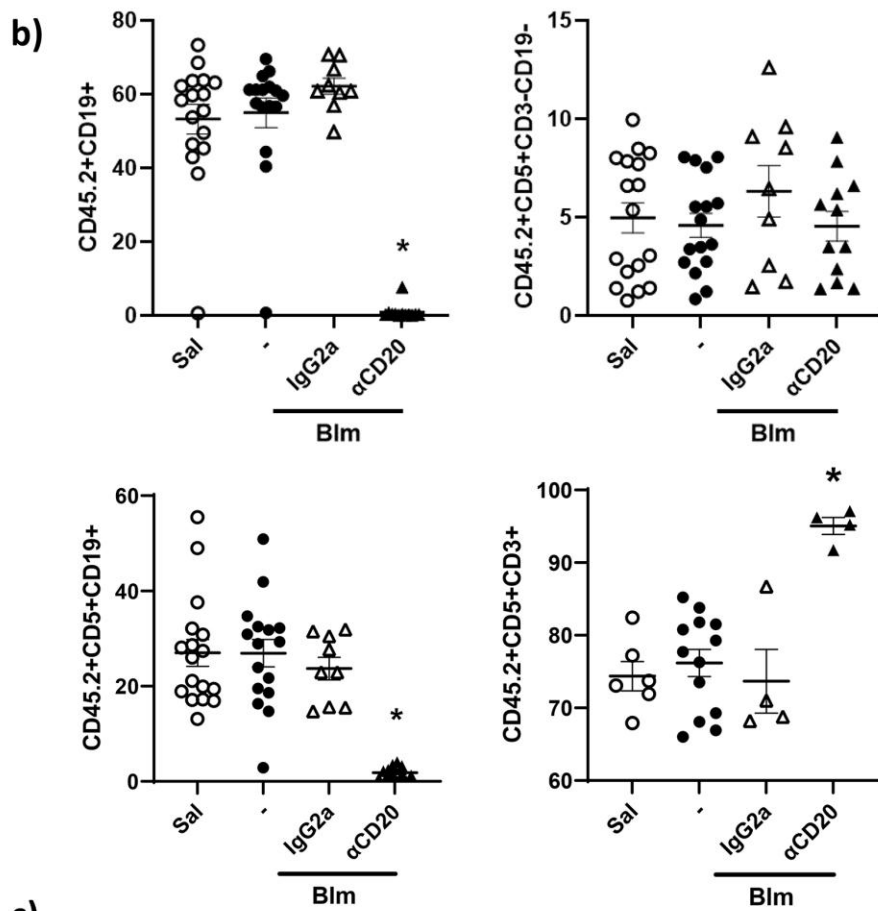 b)
CD45.2+CD19+
80
60
40
20
0
*
Sal
-
IgG2a
αCD20
Blm
CD45.2+CD5+CD3-CD19-
15
10
5
0
Sal
-
IgG2a
αCD20
Blm
CD45.2+CD5+CD19+
60
40
20
0
*
Sal
-
IgG2a
αCD20
Blm
CD45.2+CD5+CD3+
100
90
80
70
60
*
Sal
-
IgG2a
αCD20
Blm